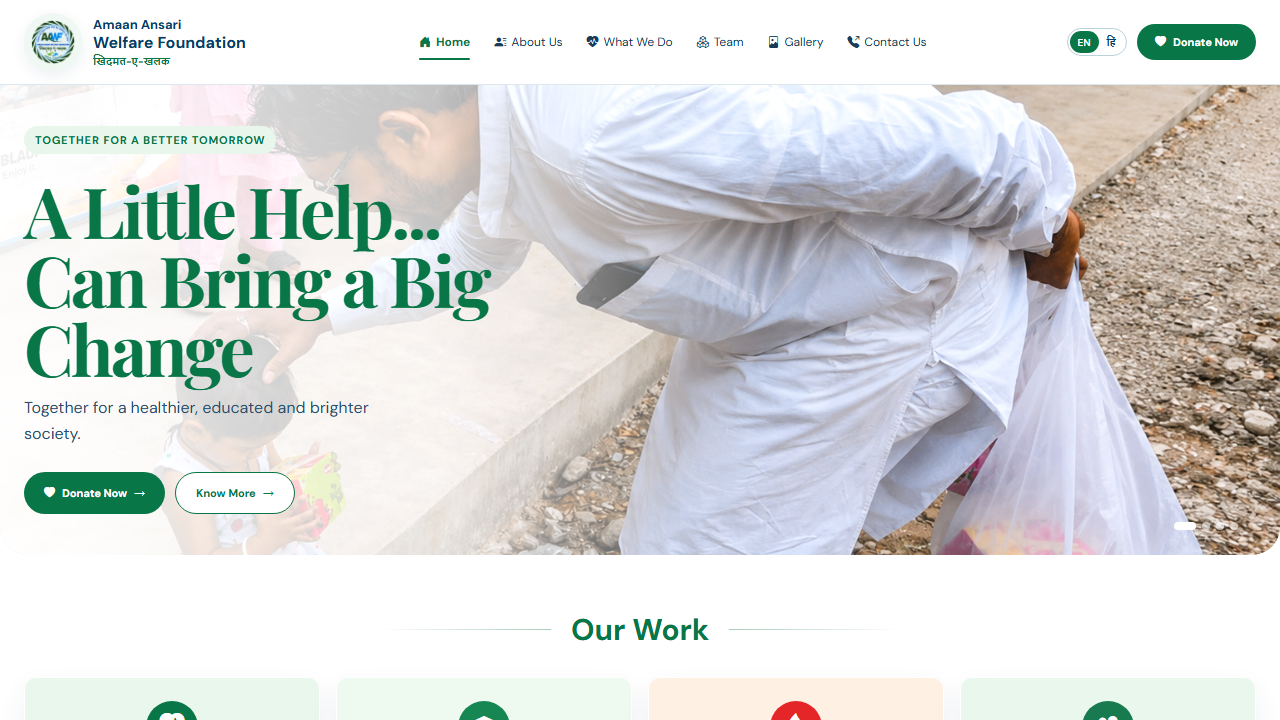 Amaan Ansari
Welfare Foundation
खिदमत-ए-खलक
Home
About Us
What We Do
Team
Gallery
Contact Us
EN
हि
Donate Now
TOGETHER FOR A BETTER TOMORROW
A Little Help...
Can Bring a Big
Change
Together for a healthier, educated and brighter
society.
Donate Now →
Know More →
Our Work